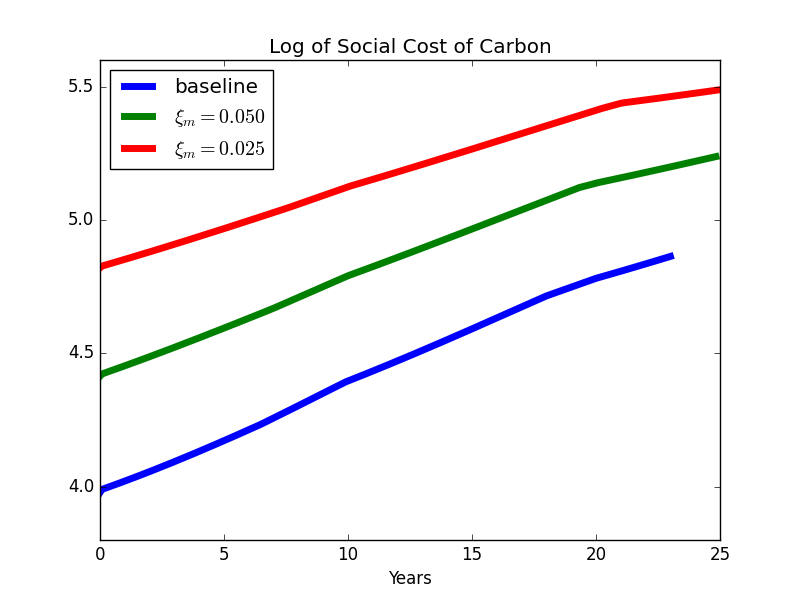 Log of Social Cost of Carbon
baseline
ξₘ = 0.050
ξₘ = 0.025
5.5
5.0
4.5
4.0
0 5 10 15 20 25
Years